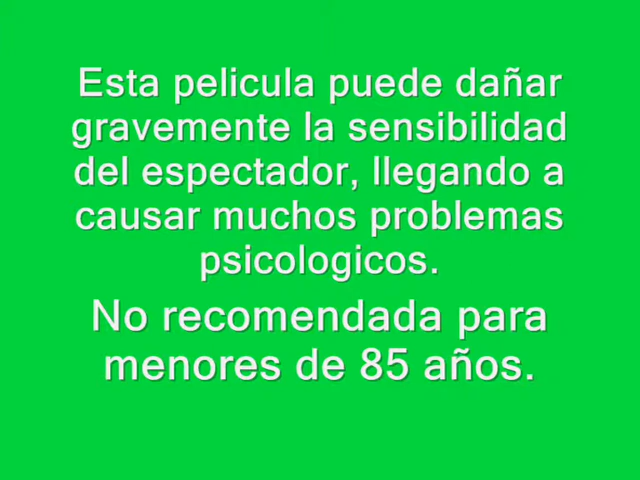 Esta pelicula puede dañar
gravemente la sensibilidad
del espectador, llegando a
causar muchos problemas
psicologicos.
No recomendada para
menores de 85 años.